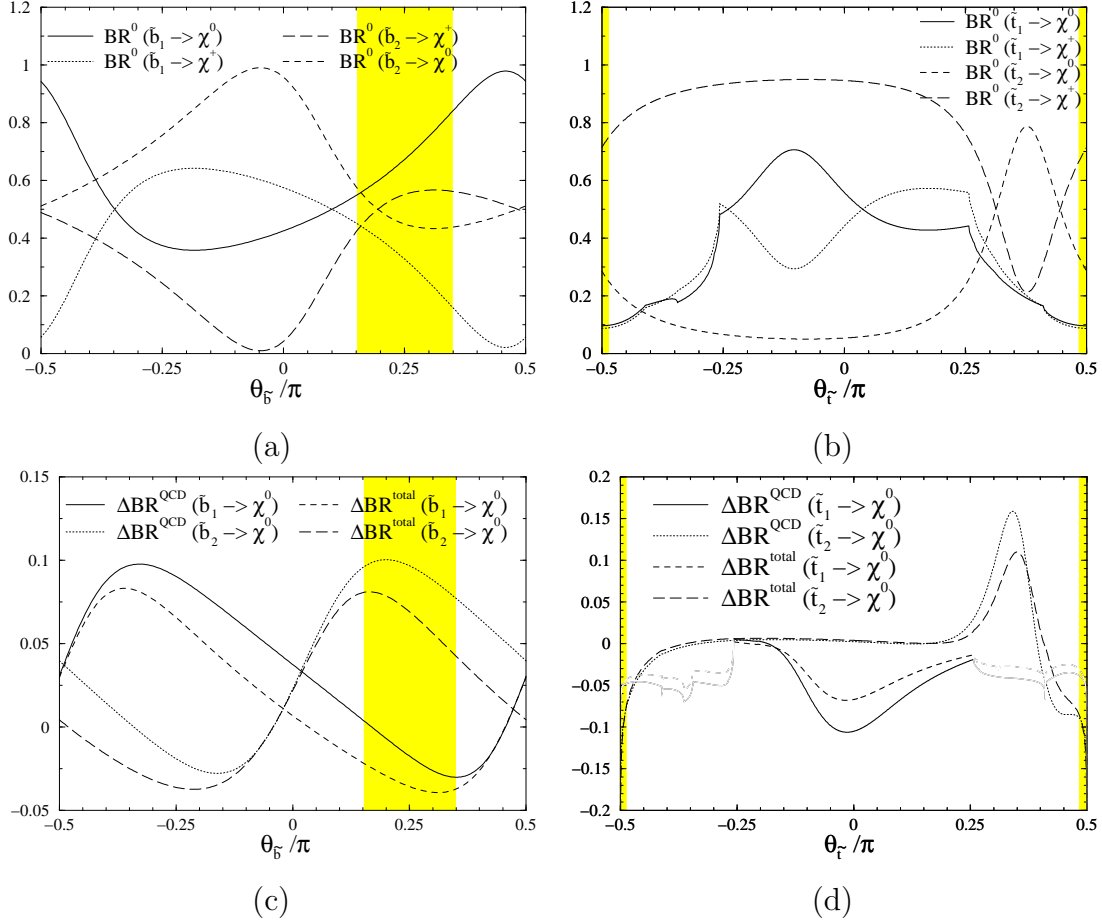 BR⁰ (b̃₁ –> χ⁰)
BR⁰ (b̃₁ –> χ⁺)
BR⁰ (b̃₂ –> χ⁺)
BR⁰ (b̃₂ –> χ⁰)
1.2
1
0.8
0.6
0.4
0.2
0
−0.5
−0.25
0
0.25
0.5
θ_b̃ /π
(a)
BR⁰ (t̃₁ –> χ⁰)
BR⁰ (t̃₁ –> χ⁺)
BR⁰ (t̃₂ –> χ⁰)
BR⁰ (t̃₂ –> χ⁺)
1.2
1
0.8
0.6
0.4
0.2
0
−0.5
−0.25
0
0.25
0.5
θ_t̃ /π
(b)
ΔBR^QCD (b̃₁ –> χ⁰)
ΔBR^QCD (b̃₂ –> χ⁰)
ΔBR^total (b̃₁ –> χ⁰)
ΔBR^total (b̃₂ –> χ⁰)
0.15
0.1
0.05
0
−0.05
−0.5
−0.25
0
0.25
0.5
θ_b̃ /π
(c)
ΔBR^QCD (t̃₁ –> χ⁰)
ΔBR^QCD (t̃₂ –> χ⁰)
ΔBR^total (t̃₁ –> χ⁰)
ΔBR^total (t̃₂ –> χ⁰)
0.2
0.15
0.1
0.05
0
−0.05
−0.1
−0.15
−0.2
−0.5
−0.25
0
0.25
0.5
θ_t̃ /π
(d)